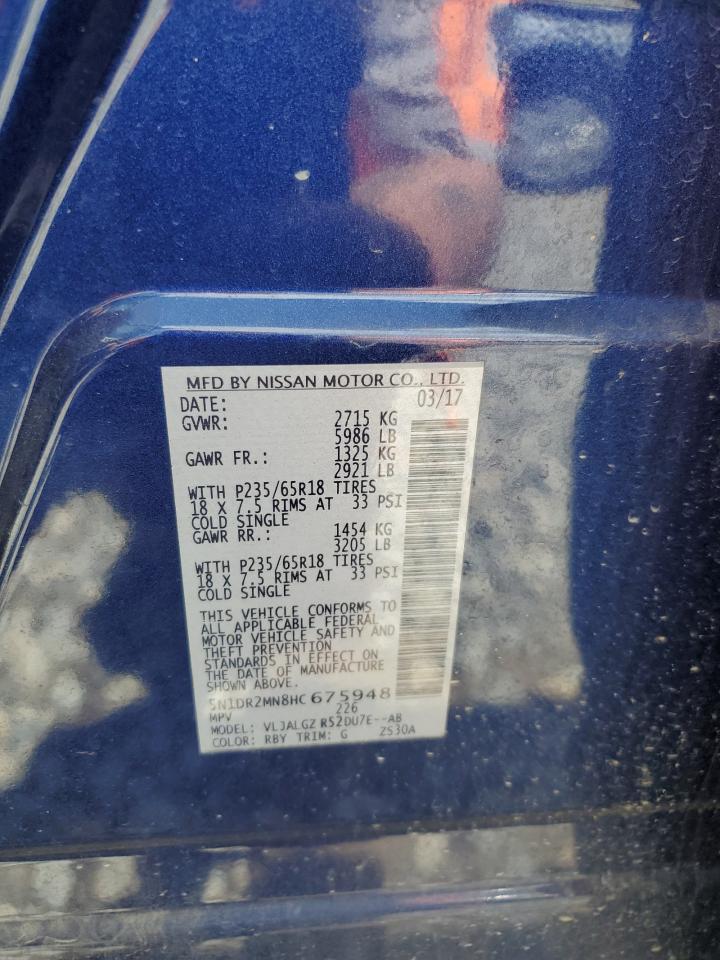 MFD BY NISSAN MOTOR CO., LTD.
DATE: 03/17
GVWR: 2715 KG
5986 LB
GAWR FR.: 1325 KG
2921 LB
WITH P235/65R18 TIRES
18 X 7.5 RIMS AT 33 PSI
COLD SINGLE
GAWR RR.: 1454 KG
3205 LB
WITH P235/65R18 TIRES
18 X 7.5 RIMS AT 33 PSI
COLD SINGLE
THIS VEHICLE CONFORMS TO
ALL APPLICABLE FEDERAL
MOTOR VEHICLE SAFETY AND
THEFT PREVENTION
STANDARDS IN EFFECT ON
THE DATE OF MANUFACTURE
SHOWN ABOVE.
5N1DR2MN8HC675948
MPV 226
MODEL: VLJALGZ R52DU7E--AB
COLOR: RBY TRIM: G ZS30A